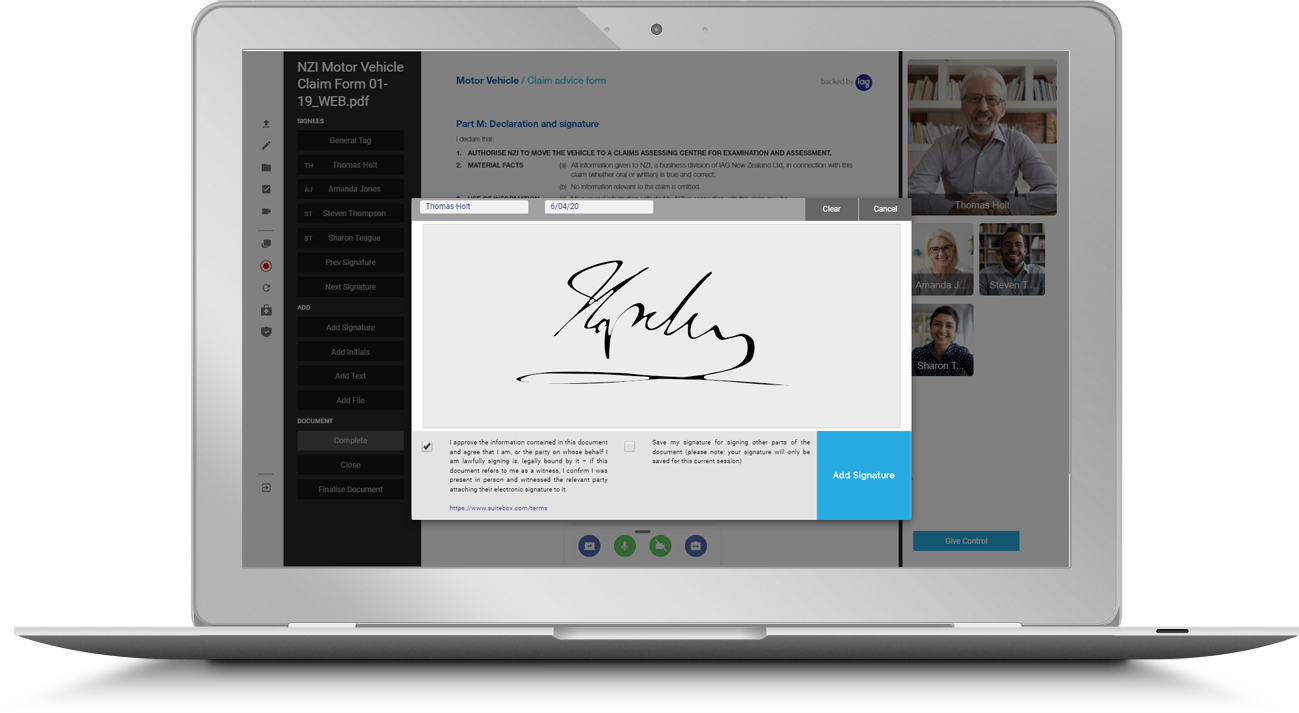 NZI Motor Vehicle
Claim Form 01-
19_WEB.pdf
SIGNEES
General Tag
TH Thomas Holt
AJ Amanda Jones
ST Steven Thompson
ST Sharon Teague
Prev Signature
Next Signature
ADD
Add Signature
Add Initials
Add Text
Add File
DOCUMENT
Complete
Close
Finalise Document
Motor Vehicle / Claim advice form
backed by iag
Part M: Declaration and signature
I declare that:
1. AUTHORISE NZI TO MOVE THE VEHICLE TO A CLAIMS ASSESSING CENTRE FOR EXAMINATION AND ASSESSMENT.
2. MATERIAL FACTS (a) All information given to NZI, a business division of IAG New Zealand Ltd, in connection with this
claim (whether oral or written) is true and correct;
(b) No information relevant to the claim is omitted.
Thomas Holt 6/04/20 Clear Cancel
I approve the information contained in this document
and agree that I am, or the party on whose behalf I
am lawfully signing is, legally bound by it – if this
document refers to me as a witness, I confirm I was
present in person and witnessed the relevant party
attaching their electronic signature to it.
https://www.suitebox.com/terms
Save my signature for signing other parts of the
document (please note: your signature will only be
saved for this current session)
Add Signature
Thomas Holt
Amanda J...
Steven T...
Sharon T...
Give Control